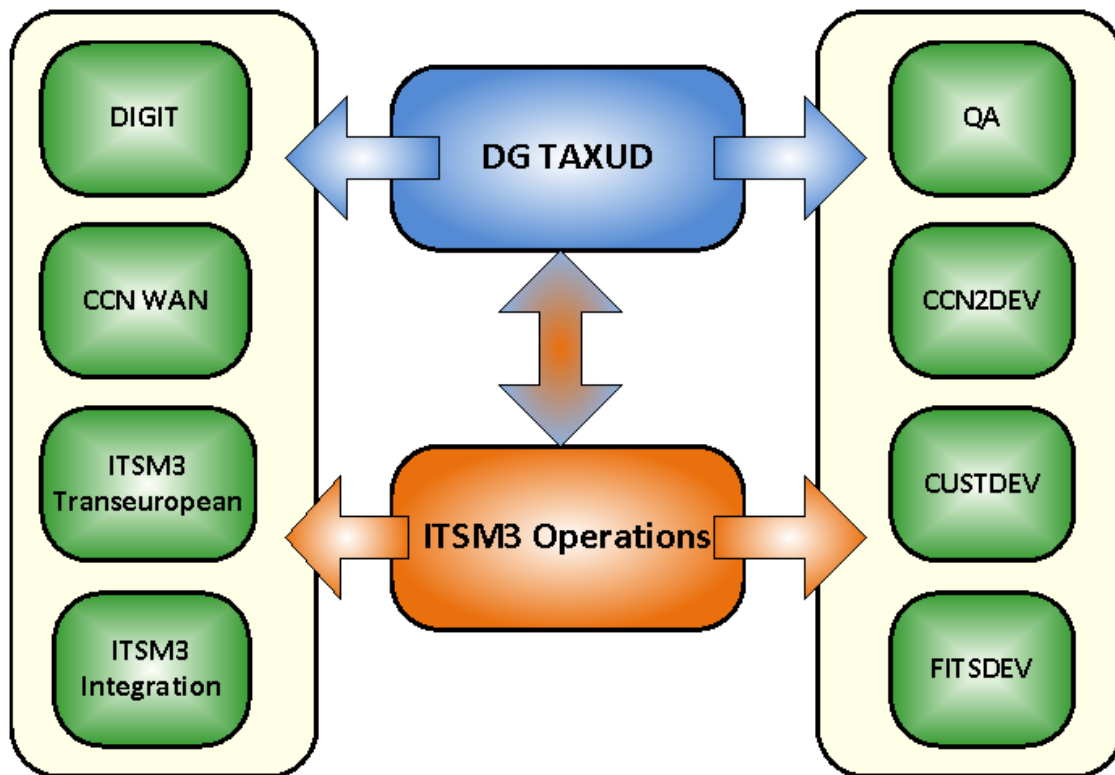 DIGIT
CCN WAN
ITSM3
Transeuropean
ITSM3
Integration
DG TAXUD
ITSM3 Operations
QA
CCN2DEV
CUSTDEV
FITSDEV